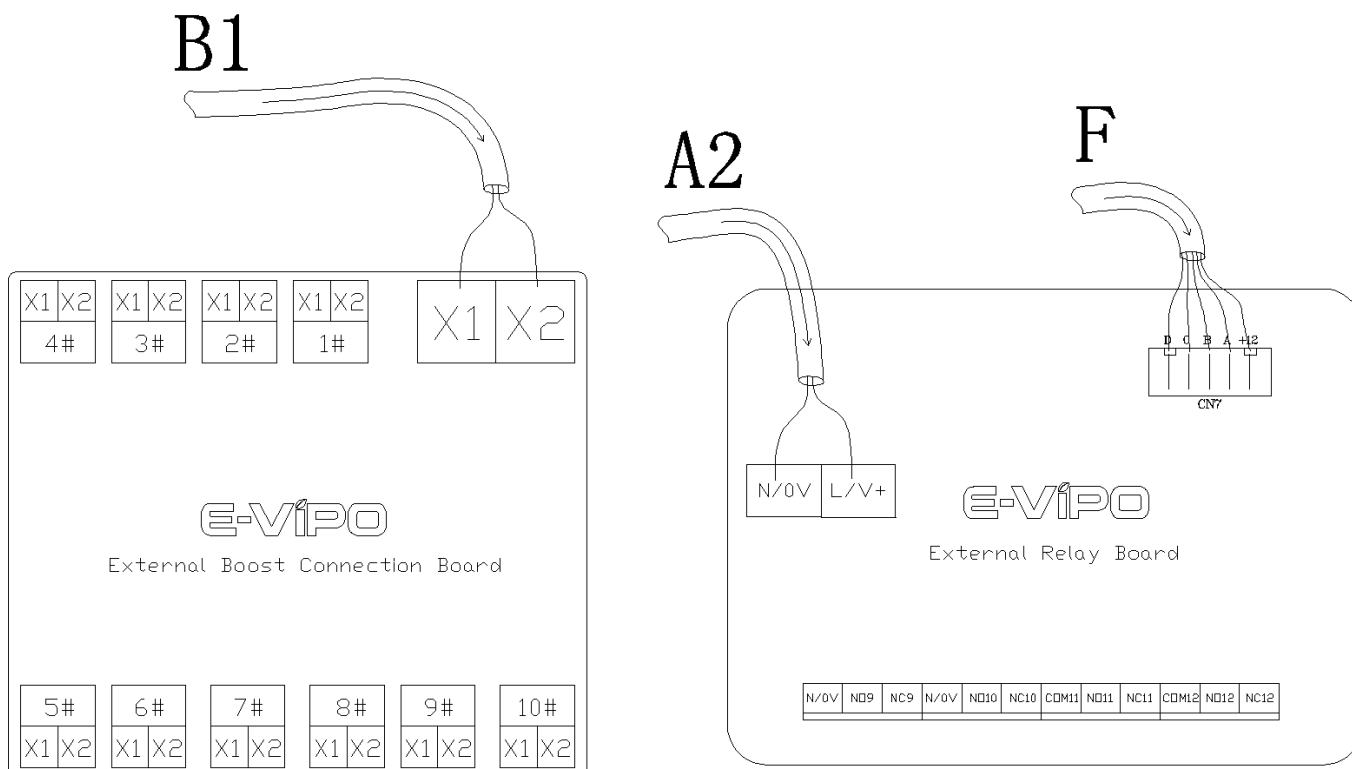 B1
X1 X2 X1 X2 X1 X2 X1 X2
4# 3# 2# 1#
X1 X2
E-ViPO
External Boost Connection Board
5# 6# 7# 8# 9# 10#
X1 X2 X1 X2 X1 X2 X1 X2 X1 X2 X1 X2
A2
F
D C B A +12
CN7
N/0V L/V+
E-ViPO
External Relay Board
N/0V NO9 NC9 N/0V NO10 NC10 COM11 NO11 NC11 COM12 NO12 NC12